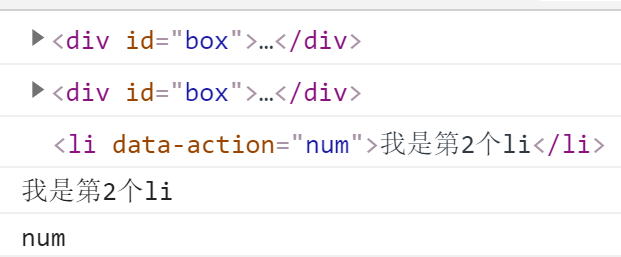 ▶<div id="box">…</div>
▶<div id="box">…</div>
<li data-action="num">我是第2个li</li>
我是第2个li
num